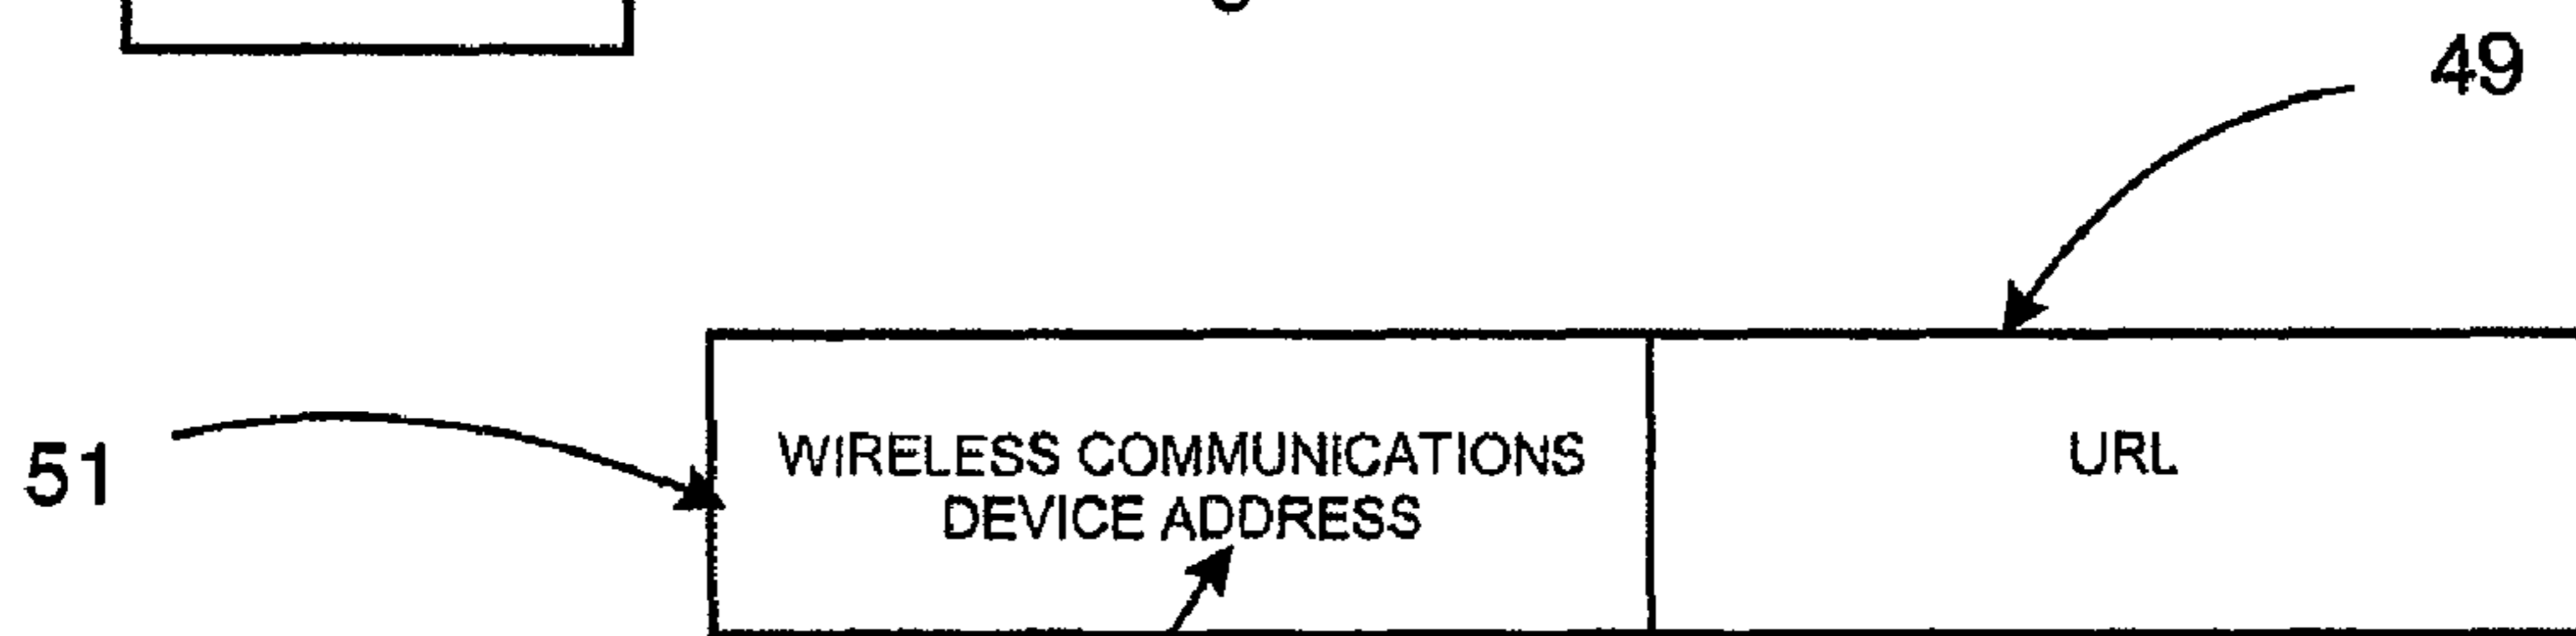 49
51
WIRELESS COMMUNICATIONS
DEVICE ADDRESS
URL